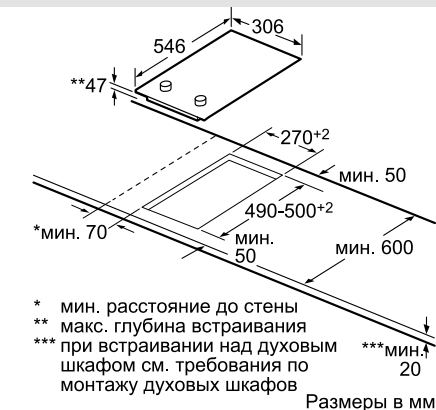 306
546
**47
270+2
мин. 50
490-500+2
*мин. 70
мин.
50
мин. 600
* мин. расстояние до стены
** макс. глубина встраивания
*** при встраивании над духовым
шкафом см. требования по
монтажу духовых шкафов
***мин.
20
Размеры в мм